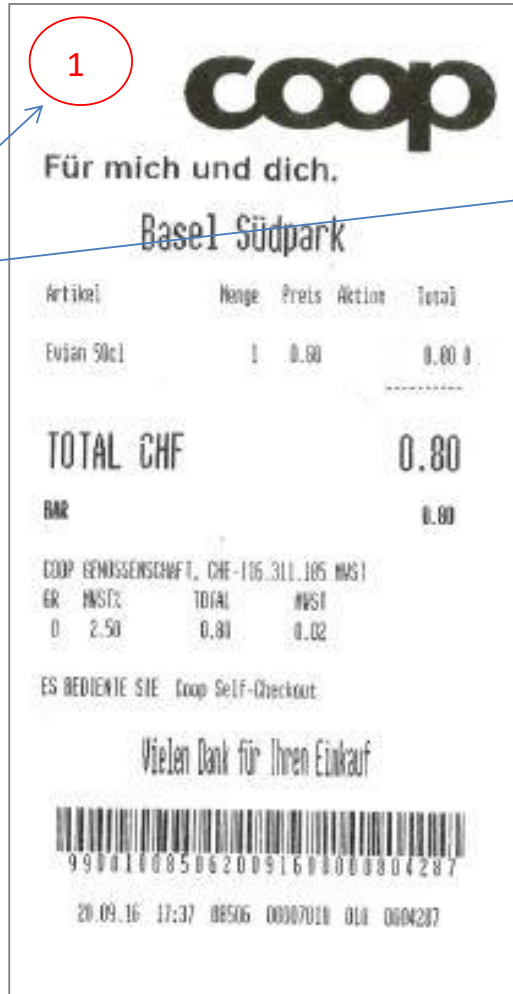 1
coop
Für mich und dich.
Basel Südpark
Artikel Menge Preis Aktion Total
Evian 50cl 1 0.80 0.80 0
TOTAL CHF 0.80
BAR 0.80
COOP GENOSSENSCHAFT, CHE-116.311.185 MWST
GR MWST% TOTAL MWST
0 2.50 0.80 0.02
ES BEDIENTE SIE Coop Self-Checkout
Vielen Dank für Ihren Einkauf
20.09.16 17:37 08506 010 0004287